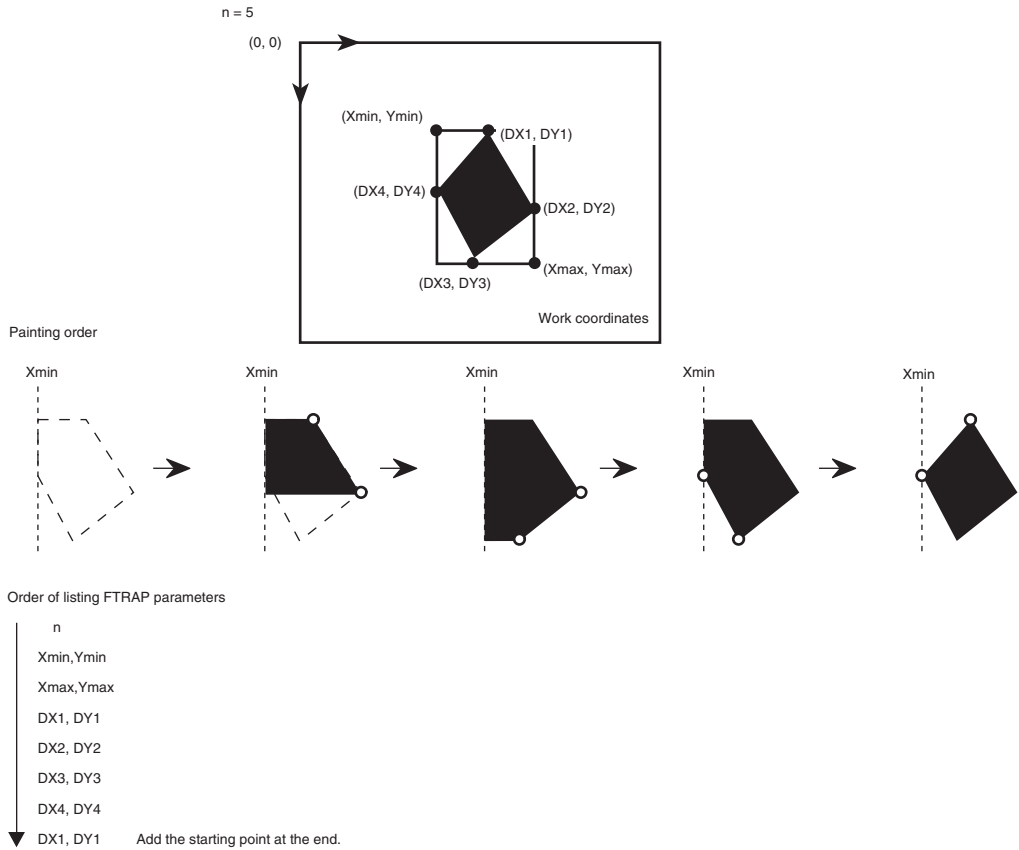 n = 5
(0, 0)
(Xmin, Ymin)
(DX1, DY1)
(DX4, DY4)
(DX2, DY2)
(Xmax, Ymax)
(DX3, DY3)
Work coordinates
Painting order
Xmin
Xmin
Xmin
Xmin
Xmin
Order of listing FTRAP parameters
n
Xmin,Ymin
Xmax,Ymax
DX1, DY1
DX2, DY2
DX3, DY3
DX4, DY4
DX1, DY1 Add the starting point at the end.